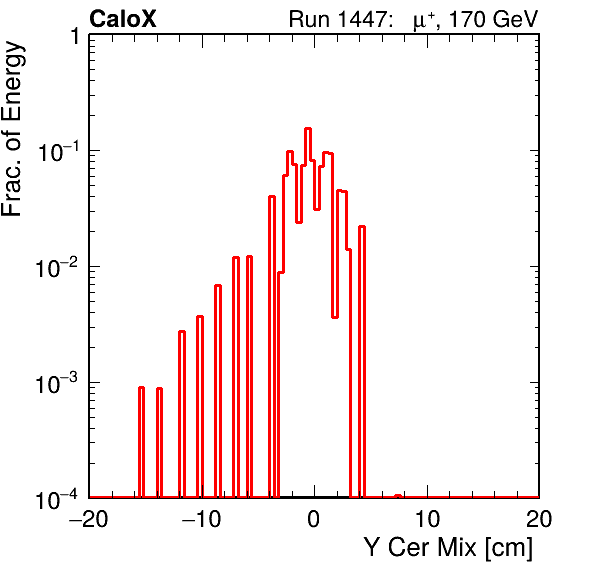 CaloX Run 1447: μ⁺, 170 GeV
Frac. of Energy
1
10⁻¹
10⁻²
10⁻³
10⁻⁴
−20 −10 0 10 20
Y Cer Mix [cm]